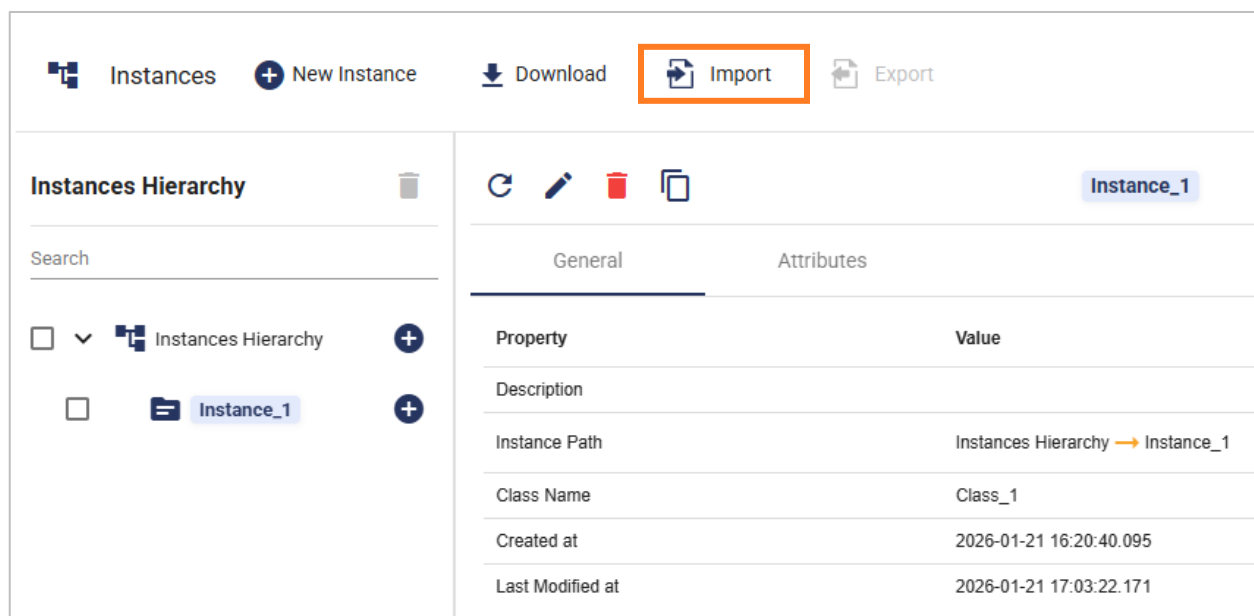 Instances New Instance Download Import Export
Instances Hierarchy
Instance_1
Search
General Attributes
Instances Hierarchy
Instance_1
Property Value
Description
Instance Path Instances Hierarchy → Instance_1
Class Name Class_1
Created at 2026-01-21 16:20:40.095
Last Modified at 2026-01-21 17:03:22.171